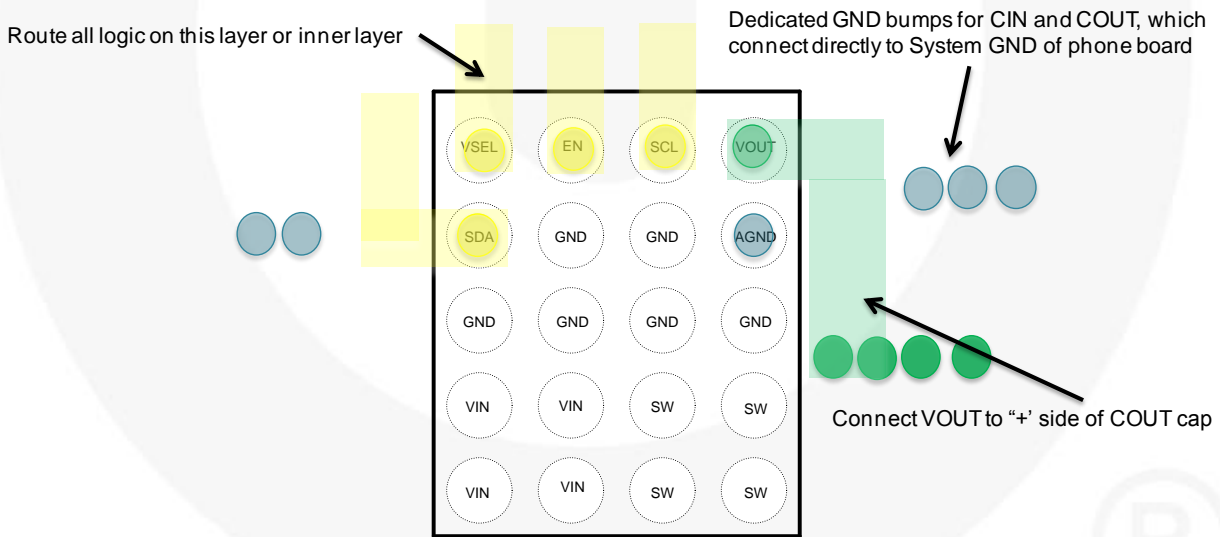 Route all logic on this layer or inner layer
Dedicated GND bumps for CIN and COUT, which
connect directly to System GND of phone board
VSEL EN SCL VOUT
SDA GND GND AGND
GND GND GND GND
VIN VIN SW SW
Connect VOUT to “+’ side of COUT cap
VIN VIN SW SW
R